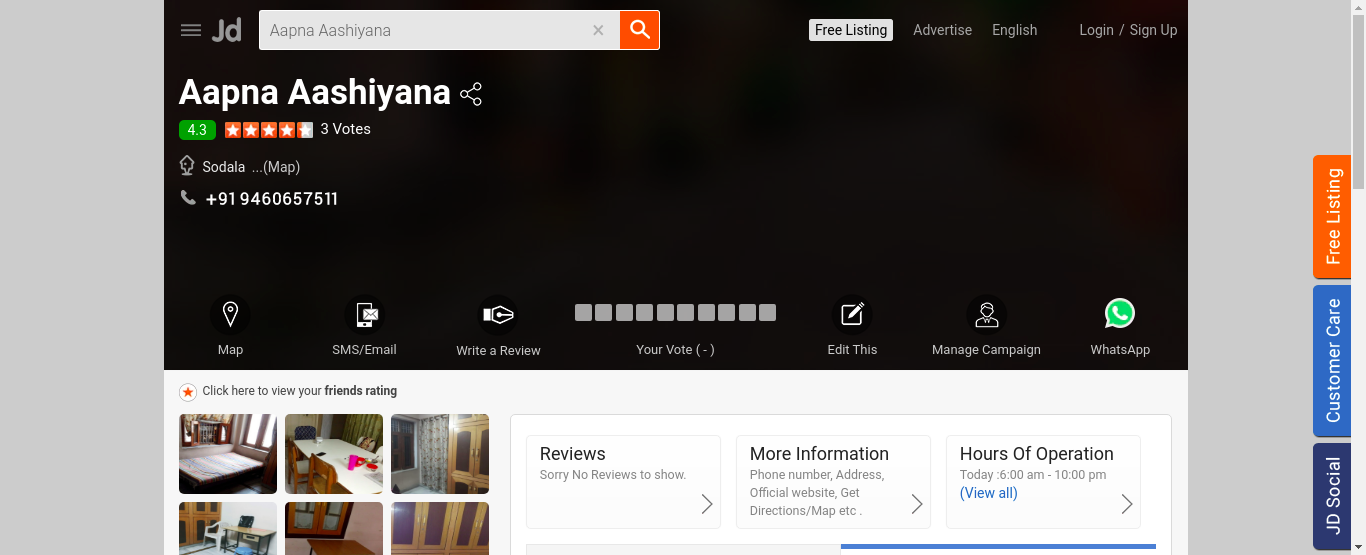 Jd
Aapna Aashiyana
Free Listing
Advertise
English
Login / Sign Up
Aapna Aashiyana
4.3
3 Votes
Sodala ...(Map)
+91 9460657511
Map
SMS/Email
Write a Review
Your Vote ( - )
Edit This
Manage Campaign
WhatsApp
Click here to view your friends rating
Reviews
Sorry No Reviews to show.
More Information
Phone number, Address,
Official website, Get
Directions/Map etc .
Hours Of Operation
Today :6:00 am - 10:00 pm
(View all)
Free Listing
Customer Care
JD Social